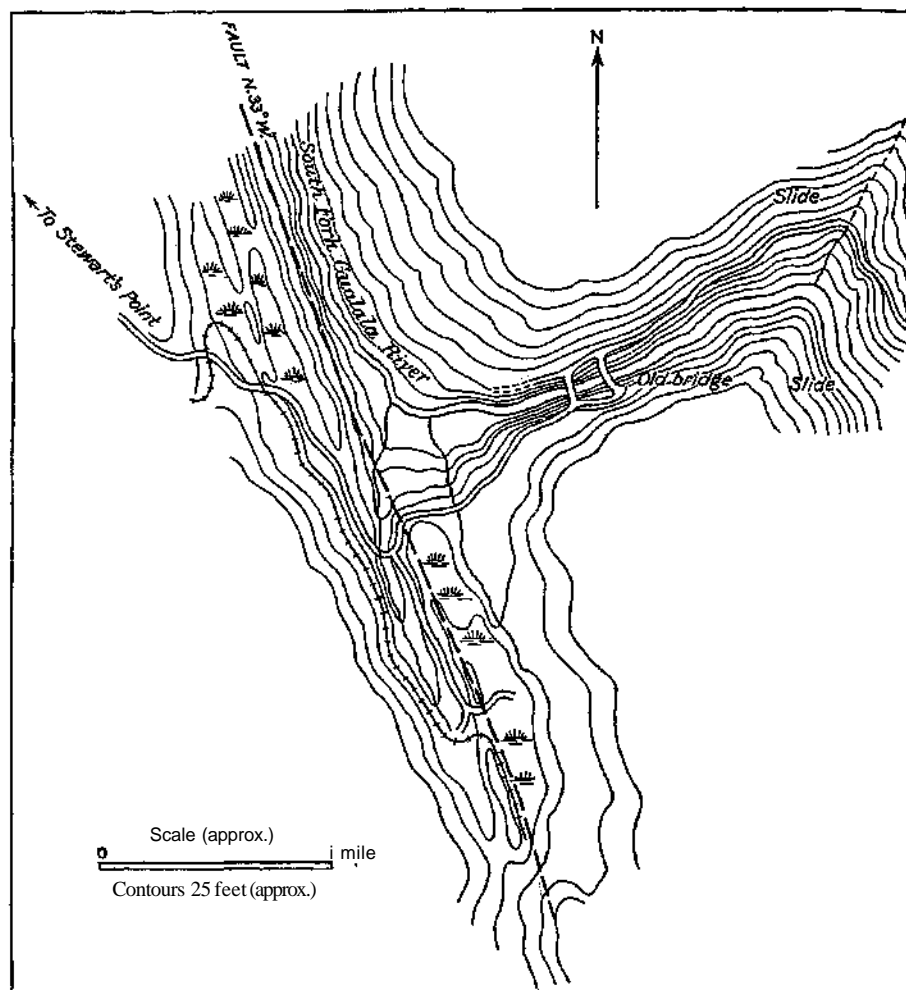 FAULT N.33°W.
N
South Fork Gualala River
Slide
To Stewart's Point
Old bridge
Slide
Scale (approx.)
0 1 mile
Contours 25 feet (approx.)